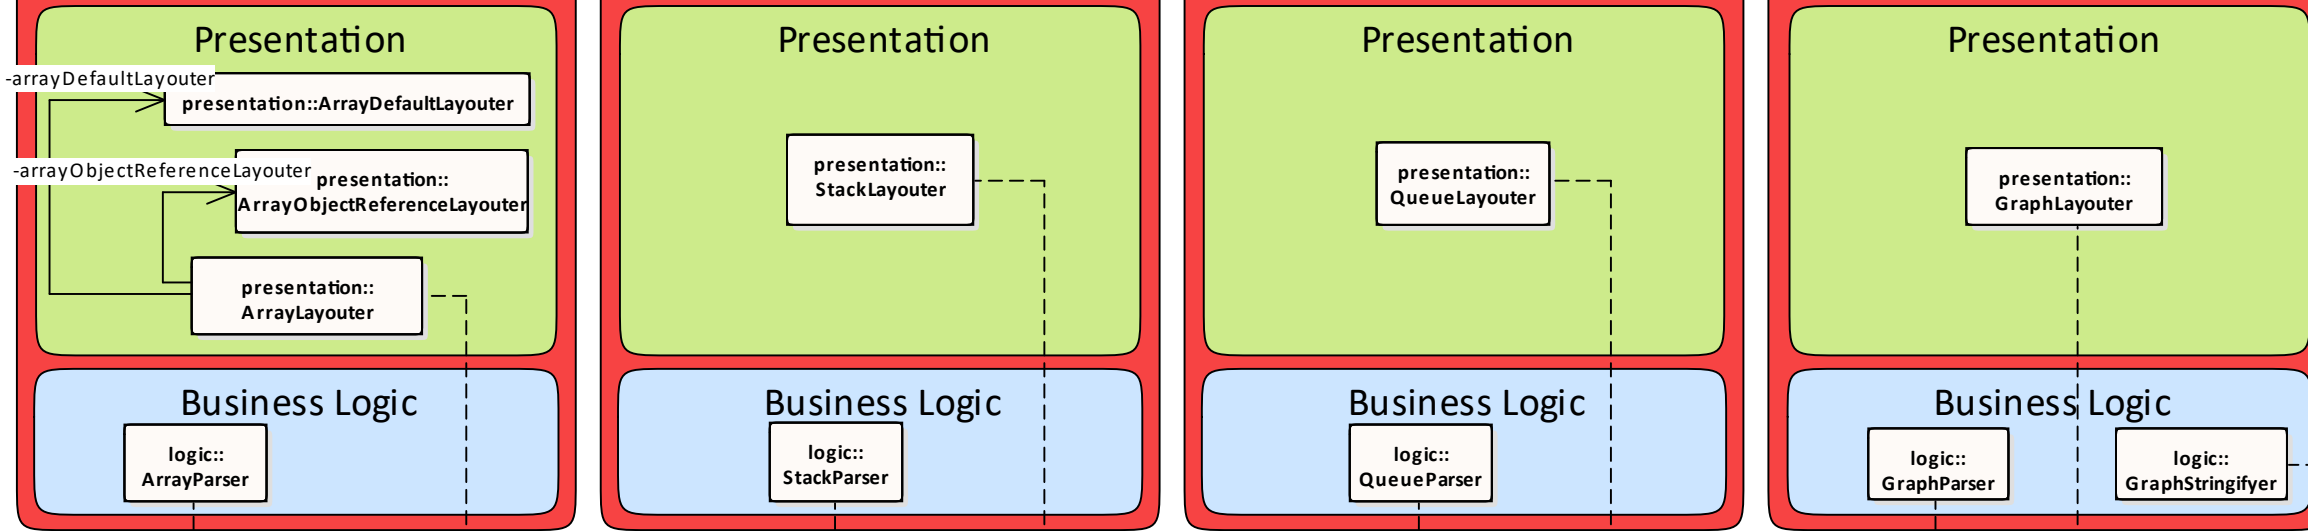 Presentation
-arrayDefaultLayouter
presentation::ArrayDefaultLayouter
-arrayObjectReferenceLayouter
presentation::
ArrayObjectReferenceLayouter
presentation::
ArrayLayouter
Business Logic
logic::
ArrayParser
Presentation
presentation::
StackLayouter
Business Logic
logic::
StackParser
Presentation
presentation::
QueueLayouter
Business Logic
logic::
QueueParser
Presentation
presentation::
GraphLayouter
Business Logic
logic::
GraphParser
logic::
GraphStringifyer